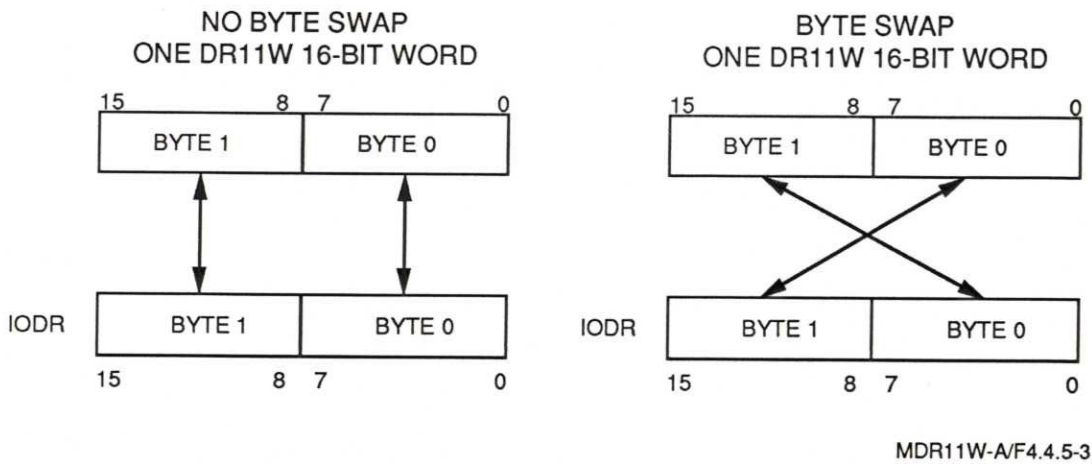 NO BYTE SWAP
ONE DR11W 16-BIT WORD
15 8 7 0
BYTE 1 BYTE 0
IODR BYTE 1 BYTE 0
15 8 7 0
BYTE SWAP
ONE DR11W 16-BIT WORD
15 8 7 0
BYTE 1 BYTE 0
IODR BYTE 1 BYTE 0
15 8 7 0
MDR11W-A/F4.4.5-3